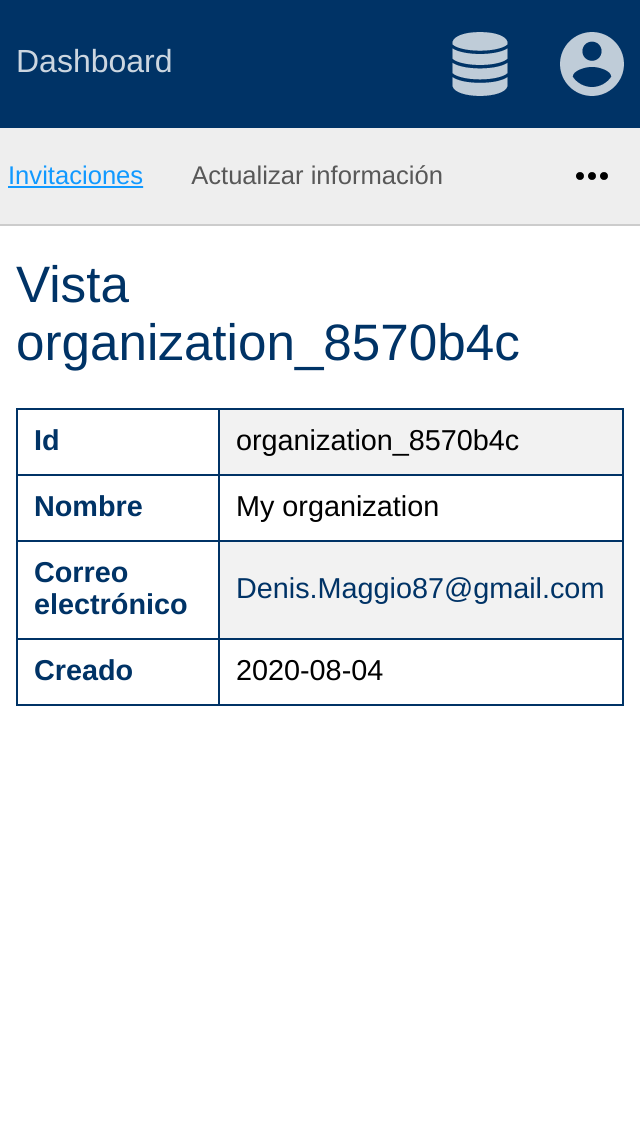 Dashboard
Invitaciones Actualizar información
Vista
organization_8570b4c
Id organization_8570b4c
Nombre My organization
Correo
electrónico Denis.Maggio87@gmail.com
Creado 2020-08-04